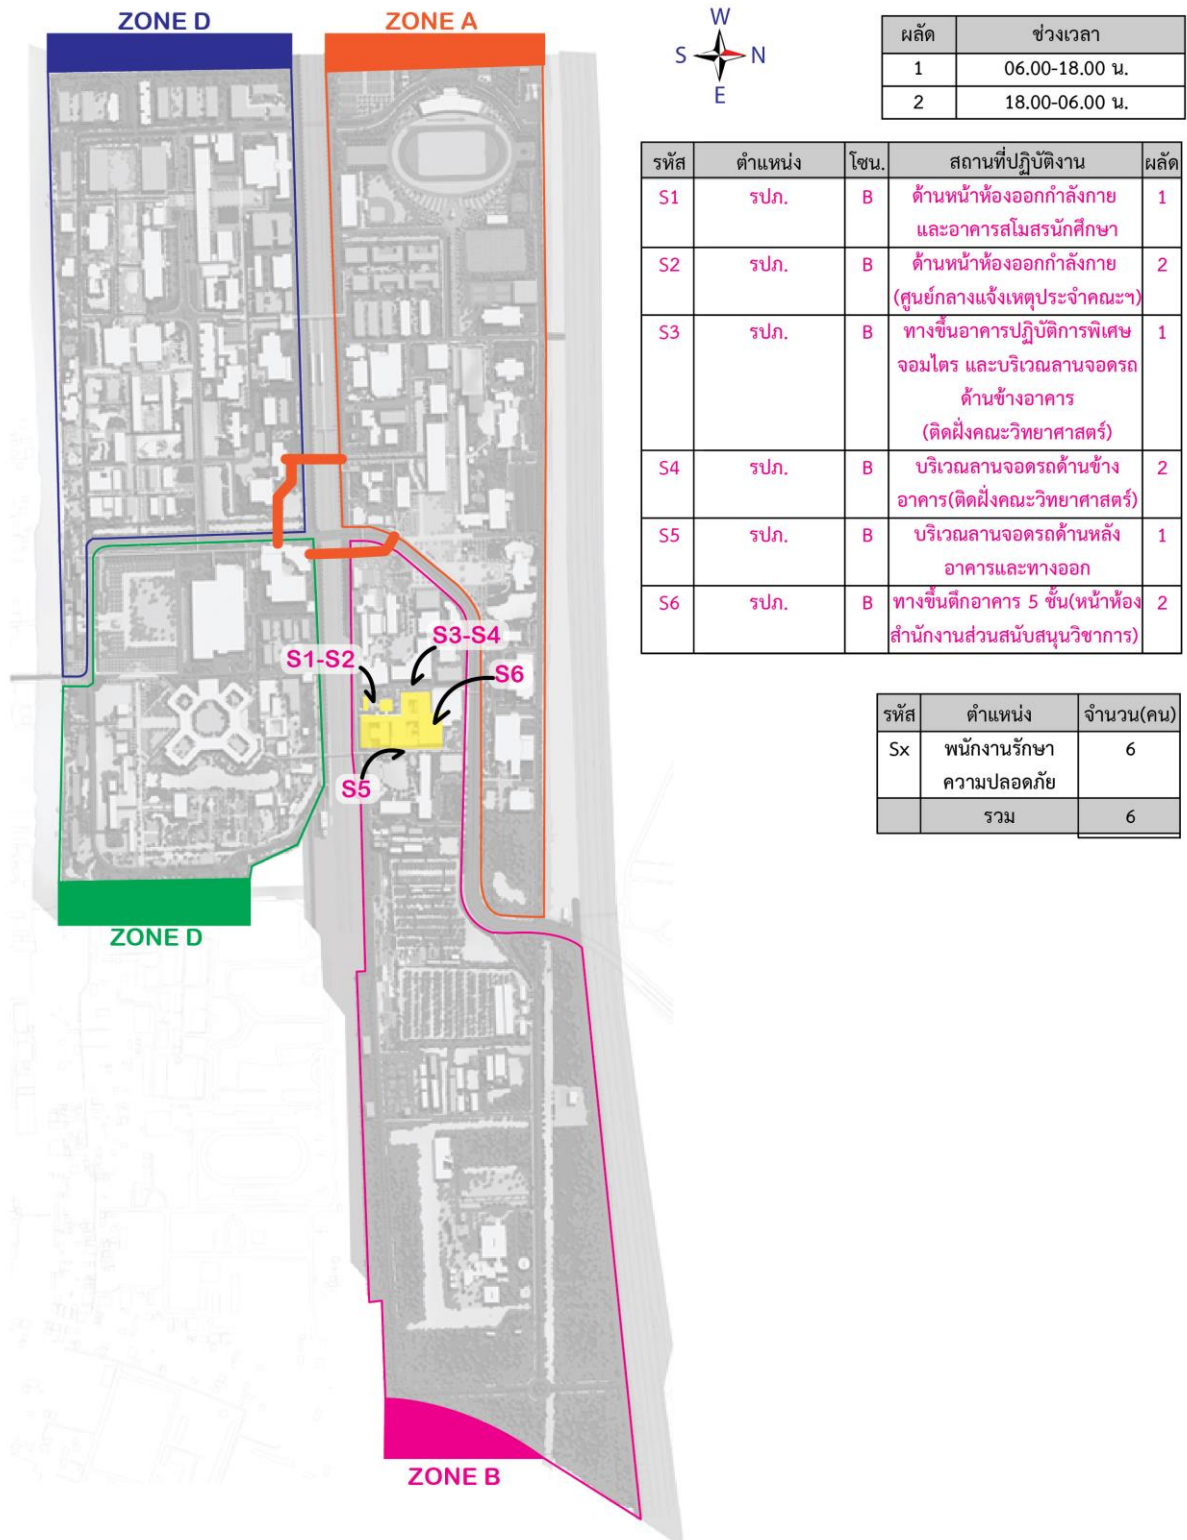 ZONE D
ZONE A
W
S N
E
ผลัด ช่วงเวลา
1 06.00-18.00 น.
2 18.00-06.00 น.
รหัส ตำแหน่ง โซน. สถานที่ปฏิบัติงาน ผลัด
S1 รปภ. B ด้านหน้าห้องออกกำลังกาย 1
และอาคารสโมสรนักศึกษา
S2 รปภ. B ด้านหน้าห้องออกกำลังกาย 2
(ศูนย์กลางแจ้งเหตุประจำคณะฯ)
S3 รปภ. B ทางขึ้นอาคารปฏิบัติการพิเศษ 1
จอมไตร และบริเวณลานจอดรถ
ด้านข้างอาคาร
(ติดฝั่งคณะวิทยาศาสตร์)
S4 รปภ. B บริเวณลานจอดรถด้านข้าง 2
อาคาร(ติดฝั่งคณะวิทยาศาสตร์)
S5 รปภ. B บริเวณลานจอดรถด้านหลัง 1
อาคารและทางออก
S6 รปภ. B ทางขึ้นตึกอาคาร 5 ชั้น(หน้าห้อง 2
สำนักงานส่วนสนับสนุนวิชาการ)
S3-S4
S1-S2
S6
S5
รหัส ตำแหน่ง จำนวน(คน)
Sx พนักงานรักษา 6
ความปลอดภัย
รวม 6
ZONE D
ZONE B